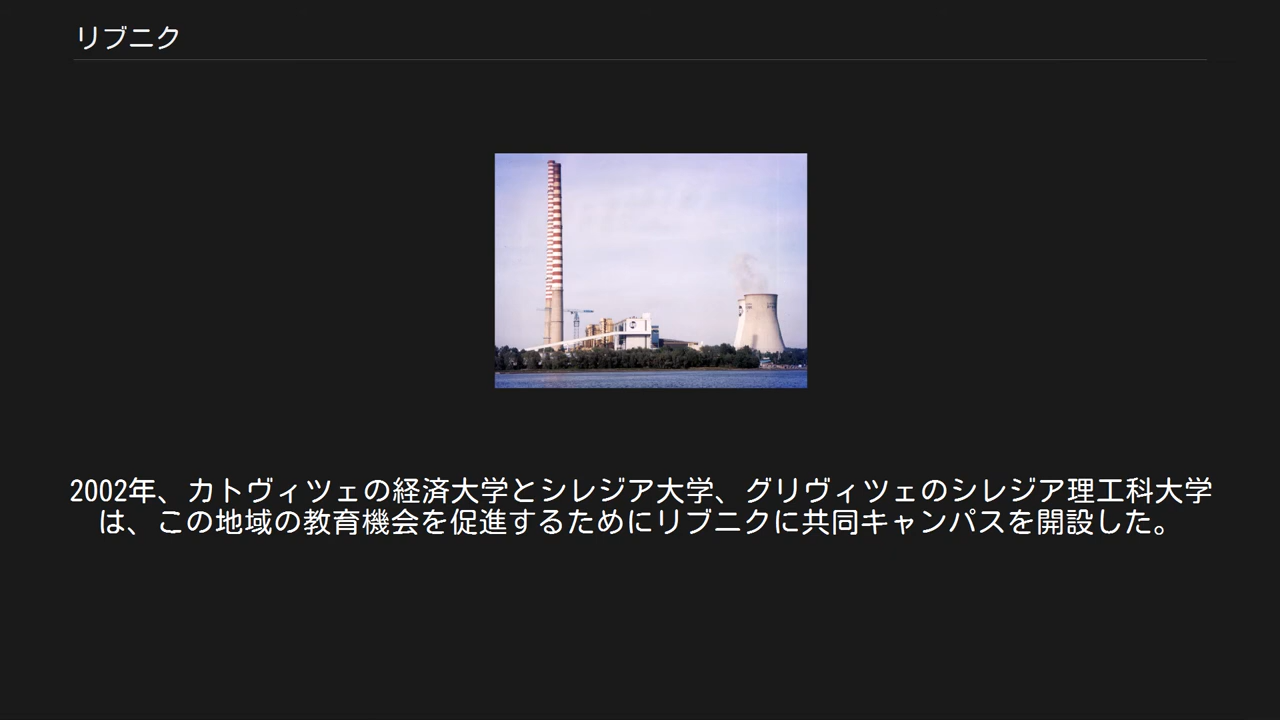 リブニク
2002年、カトヴィツェの経済大学とシレジア大学、グリヴィツェのシレジア理工科大学
は、この地域の教育機会を促進するためにリブニクに共同キャンパスを開設した。